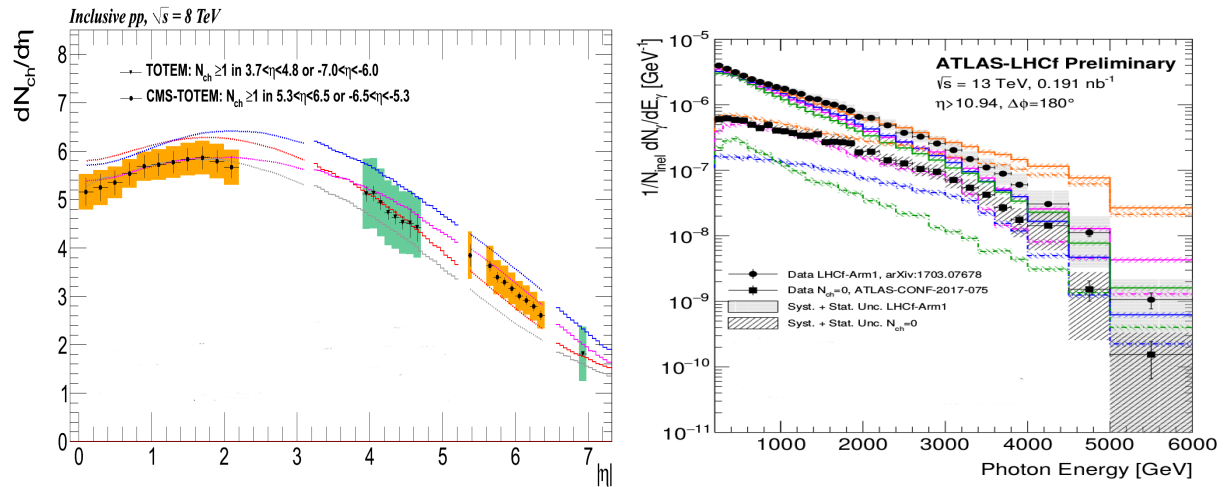 Inclusive pp, √s = 8 TeV
dN_ch/dη
8
7
6
5
4
3
2
1
0
TOTEM: N_ch ≥1 in 3.7<η<4.8 or -7.0<η<-6.0
CMS-TOTEM: N_ch ≥1 in 5.3<η<6.5 or -6.5<η<-5.3
0 1 2 3 4 5 6 7
|η|
1/N_inel dN_γ/dE_γ [GeV⁻¹]
10⁻⁵
10⁻⁶
10⁻⁷
10⁻⁸
10⁻⁹
10⁻¹⁰
10⁻¹¹
ATLAS-LHCf Preliminary
√s = 13 TeV, 0.191 nb⁻¹
η>10.94, Δϕ=180°
Data LHCf-Arm1, arXiv:1703.07678
Data N_ch=0, ATLAS-CONF-2017-075
Syst. + Stat. Unc. LHCf-Arm1
Syst. + Stat. Unc. N_ch=0
1000 2000 3000 4000 5000 6000
Photon Energy [GeV]